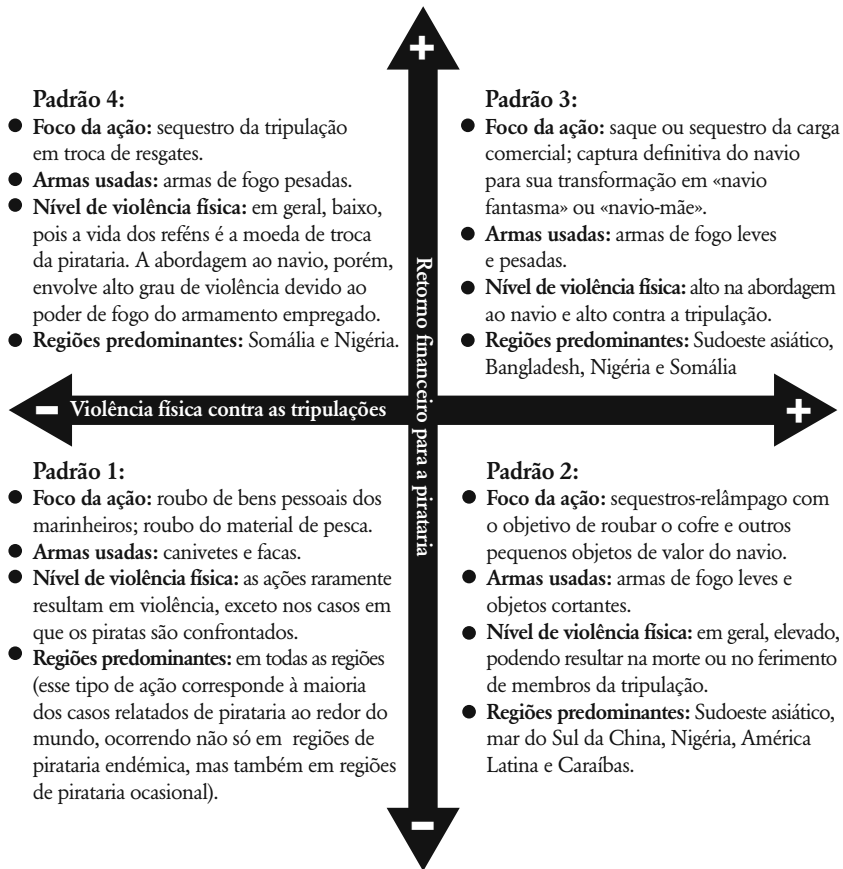 +
Padrão 4:
● Foco da ação: sequestro da tripulação
em troca de resgates.
● Armas usadas: armas de fogo pesadas.
● Nível de violência física: em geral, baixo,
pois a vida dos reféns é a moeda de troca
da pirataria. A abordagem ao navio, porém,
envolve alto grau de violência devido ao
poder de fogo do armamento empregado.
● Regiões predominantes: Somália e Nigéria.
Padrão 3:
● Foco da ação: saque ou sequestro da carga
comercial; captura definitiva do navio
para sua transformação em «navio
fantasma» ou «navio-mãe».
● Armas usadas: armas de fogo leves
e pesadas.
● Nível de violência física: alto na abordagem
ao navio e alto contra a tripulação.
● Regiões predominantes: Sudoeste asiático,
Bangladesh, Nigéria e Somália
Retorno financeiro para a pirataria
– Violência física contra as tripulações
+
Padrão 1:
● Foco da ação: roubo de bens pessoais dos
marinheiros; roubo do material de pesca.
● Armas usadas: canivetes e facas.
● Nível de violência física: as ações raramente
resultam em violência, exceto nos casos em
que os piratas são confrontados.
● Regiões predominantes: em todas as regiões
(esse tipo de ação corresponde à maioria
dos casos relatados de pirataria ao redor do
mundo, ocorrendo não só em regiões de
pirataria endémica, mas também em regiões
de pirataria ocasional).
Padrão 2:
● Foco da ação: sequestros-relâmpago com
o objetivo de roubar o cofre e outros
pequenos objetos de valor do navio.
● Armas usadas: armas de fogo leves e
objetos cortantes.
● Nível de violência física: em geral, elevado,
podendo resultar na morte ou no ferimento
de membros da tripulação.
● Regiões predominantes: Sudoeste asiático,
mar do Sul da China, Nigéria, América
Latina e Caraíbas.
–